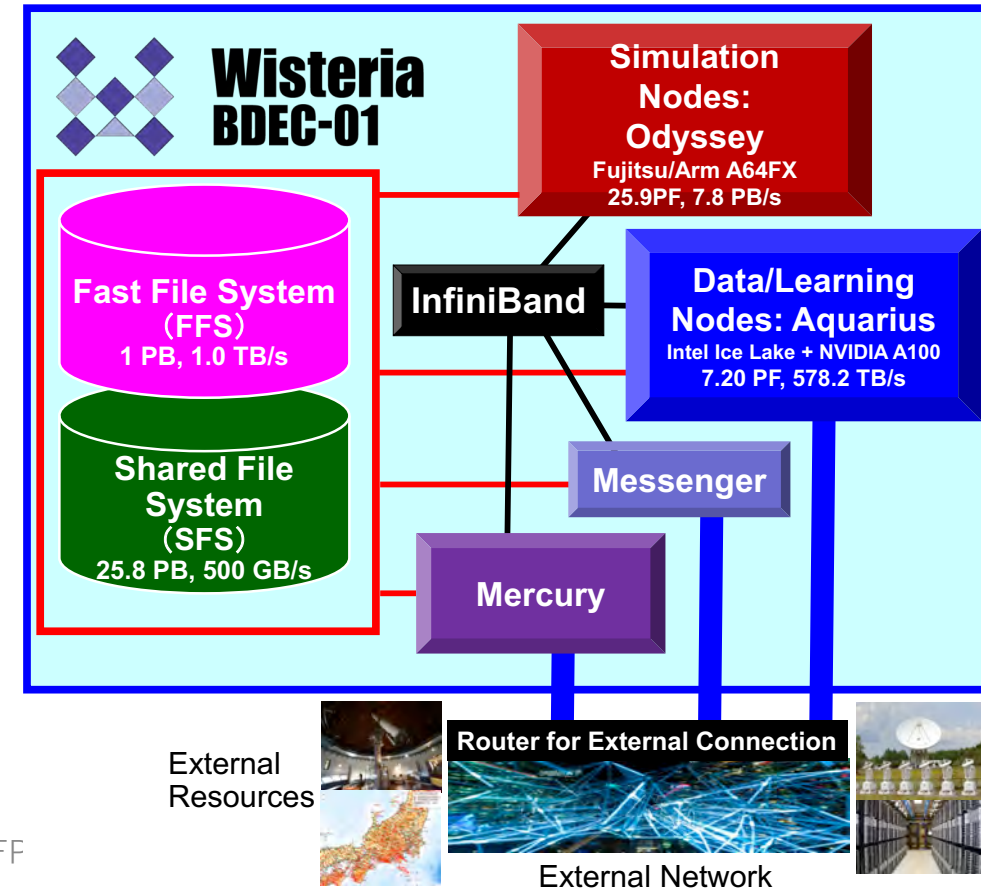 Wisteria
BDEC-01
Simulation
Nodes:
Odyssey
Fujitsu/Arm A64FX
25.9PF, 7.8 PB/s
Fast File System
（FFS）
1 PB, 1.0 TB/s
InfiniBand
Data/Learning
Nodes: Aquarius
Intel Ice Lake + NVIDIA A100
7.20 PF, 578.2 TB/s
Shared File
System
（SFS）
25.8 PB, 500 GB/s
Messenger
Mercury
Router for External Connection
External
Resources
External Network